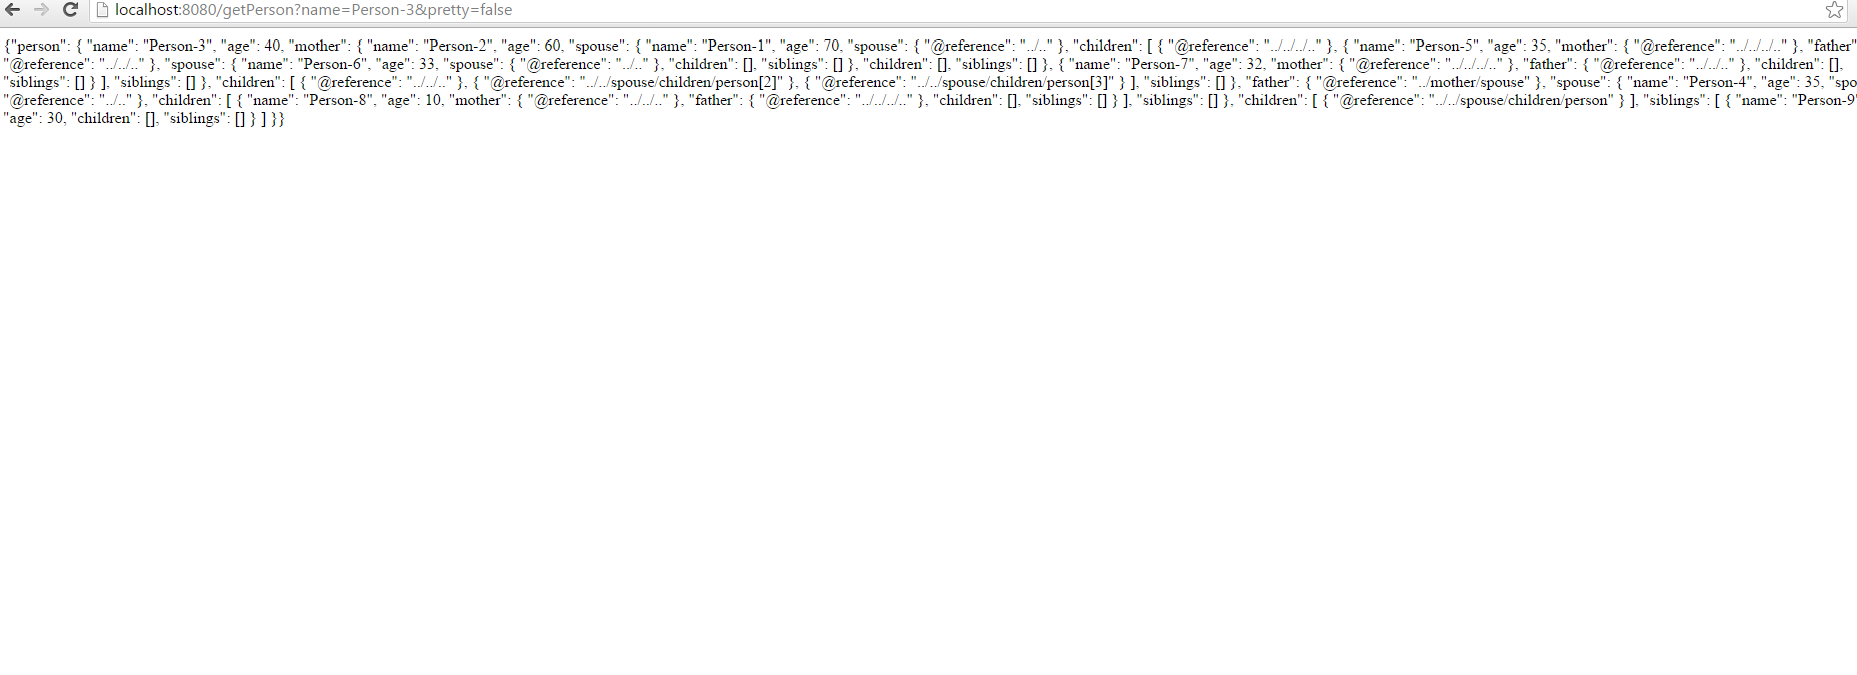 localhost:8080/getPerson?name=Person-3&pretty=false
{"person": { "name": "Person-3", "age": 40, "mother": { "name": "Person-2", "age": 60, "spouse": { "name": "Person-1", "age": 70, "spouse": { "@reference": "../.." }, "children": [ { "@reference": "../../../.." }, { "name": "Person-5", "age": 35, "mother": { "@reference": "../../../.." }, "father"
"@reference": "../../.." }, "spouse": { "name": "Person-6", "age": 33, "spouse": { "@reference": "../.." }, "children": [], "siblings": [] }, "children": [], "siblings": [] }, { "name": "Person-7", "age": 32, "mother": { "@reference": "../../../.." }, "father": { "@reference": "../../.." }, "children": [],
"siblings": [] } ], "siblings": [] }, "children": [ { "@reference": "../../.." }, { "@reference": "../../spouse/children/person[2]" }, { "@reference": "../../spouse/children/person[3]" } ], "siblings": [] }, "father": { "@reference": "../mother/spouse" }, "spouse": { "name": "Person-4", "age": 35, "spo
"@reference": "../.." }, "children": [ { "name": "Person-8", "age": 10, "mother": { "@reference": "../../.." }, "father": { "@reference": "../../../.." }, "children": [], "siblings": [] } ], "siblings": [] }, "children": [ { "@reference": "../../spouse/children/person" } ], "siblings": [ { "name": "Person-9"
"age": 30, "children": [], "siblings": [] } ] }}